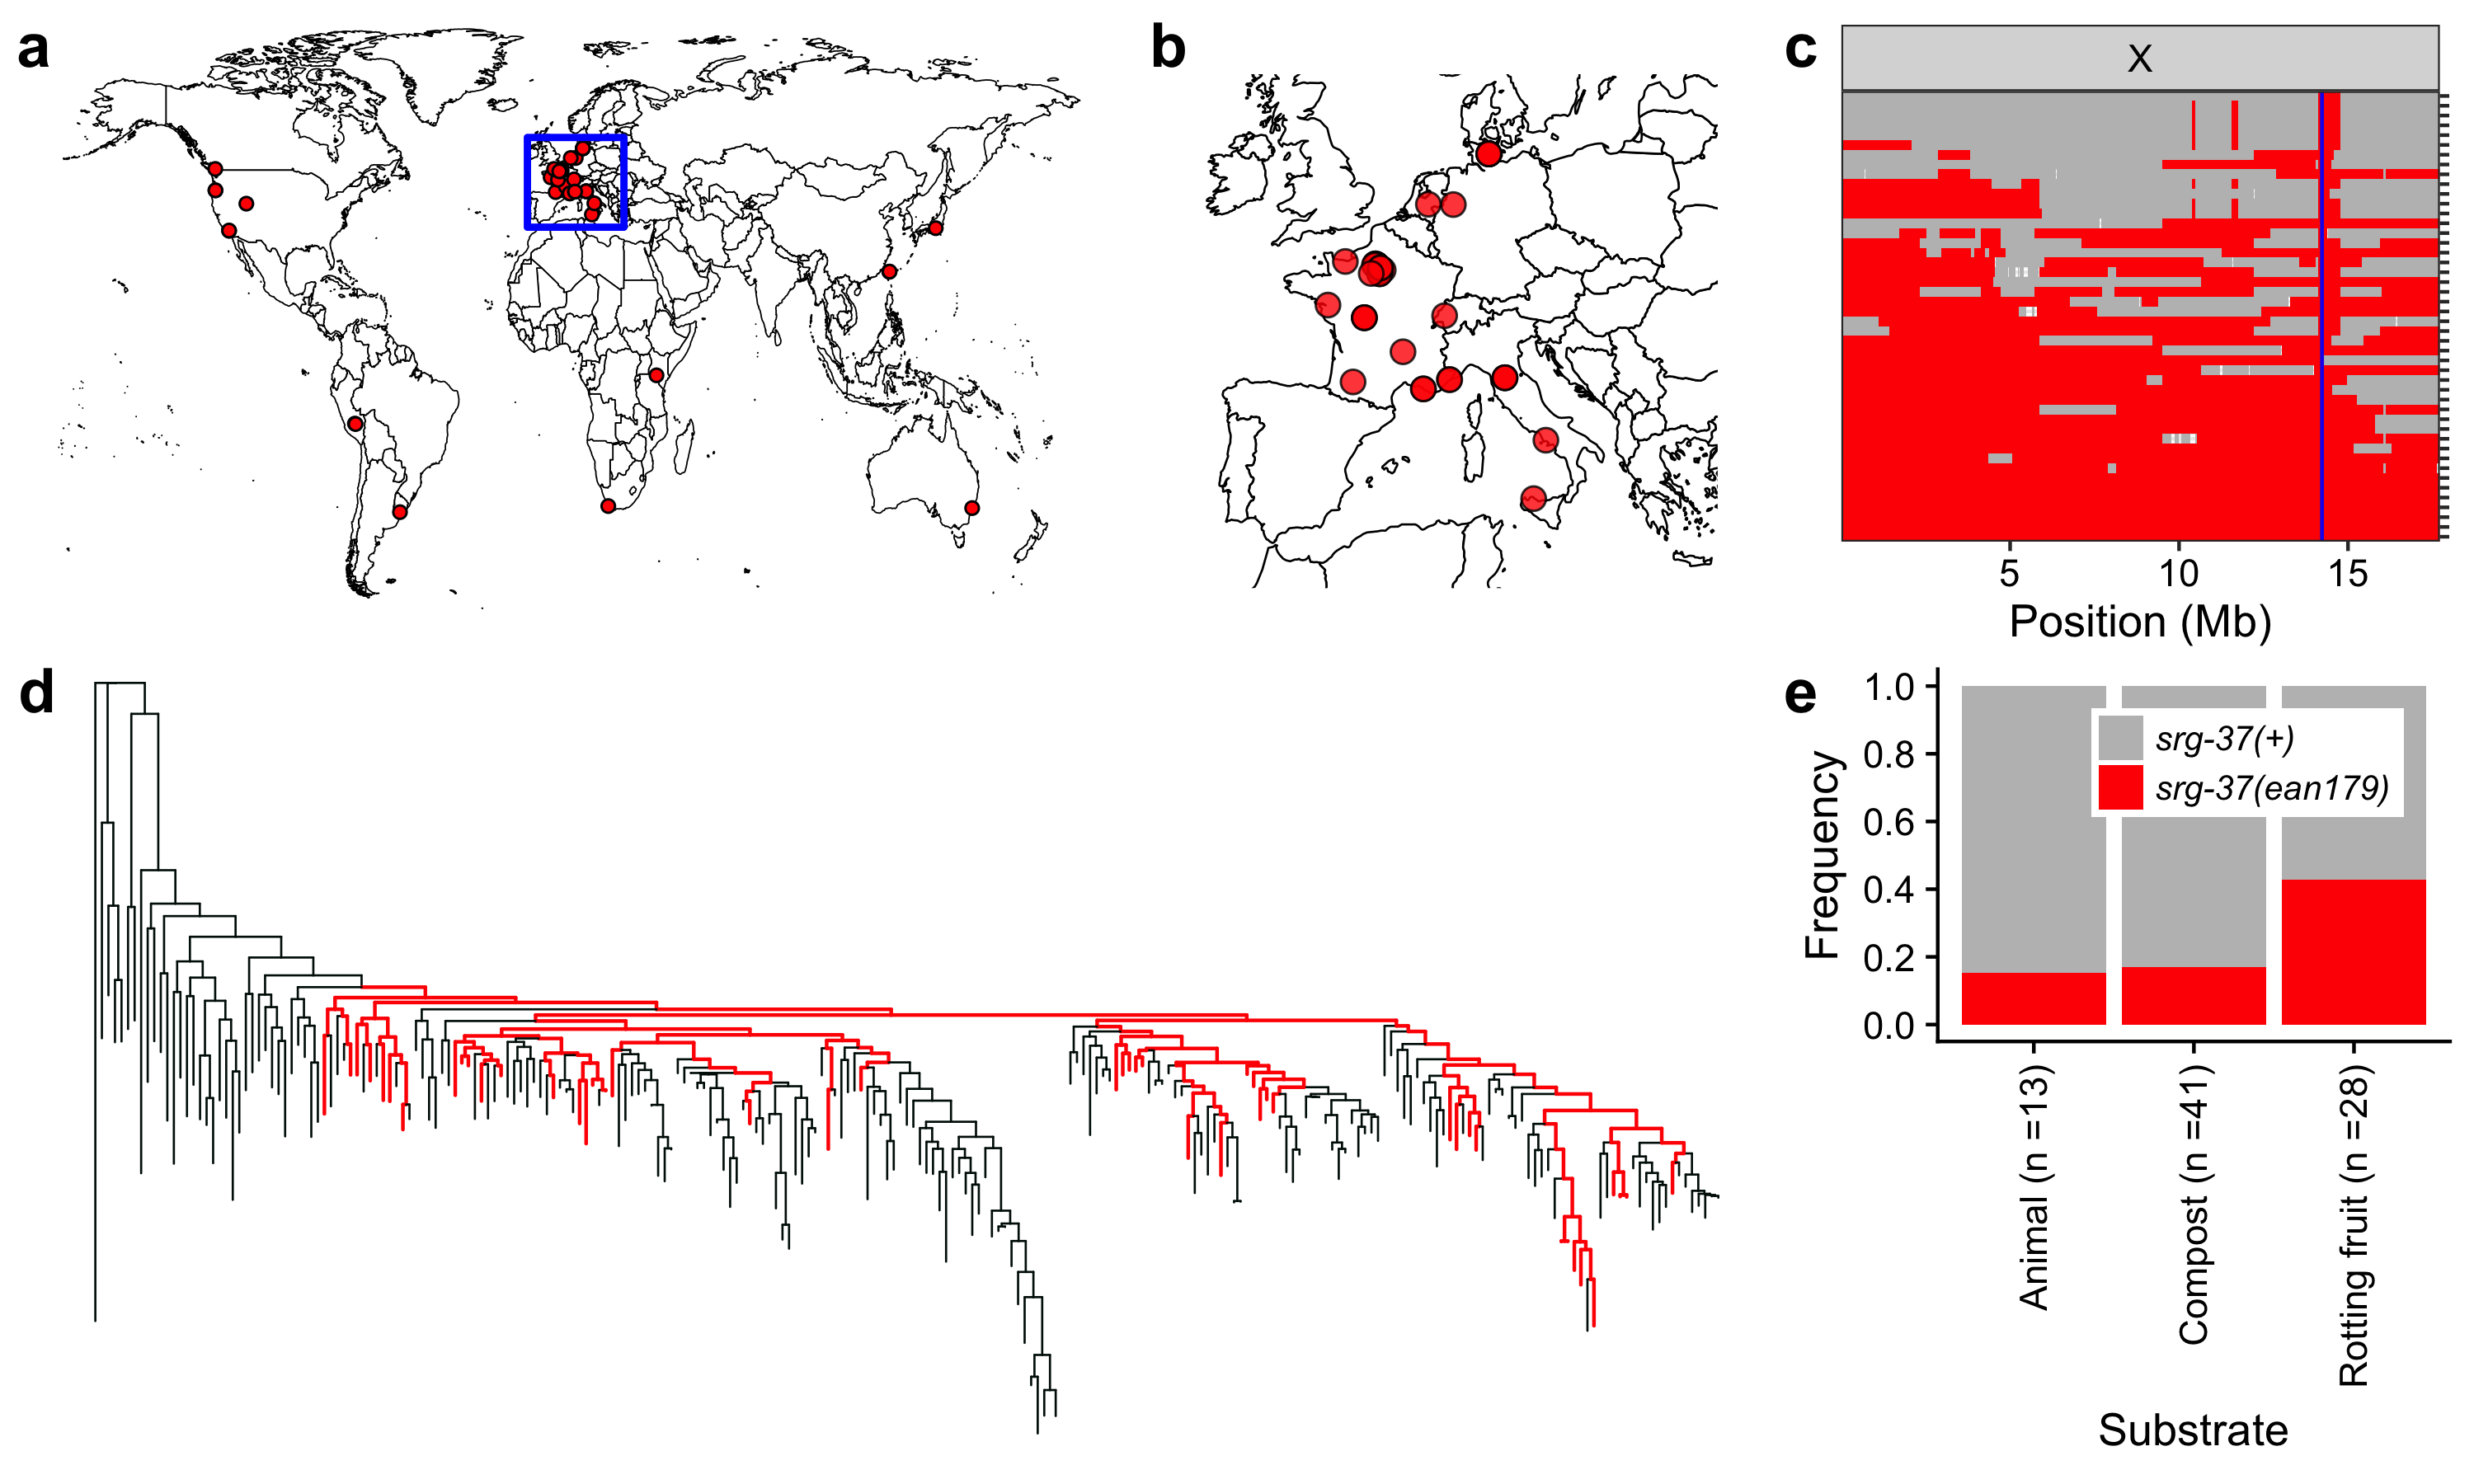 a
b
c
X
5 10 15
Position (Mb)
d
e
1.0
0.8
0.6
0.4
0.2
0.0
Frequency
srg-37(+)
srg-37(ean179)
Animal (n =13)
Compost (n =41)
Rotting fruit (n =28)
Substrate